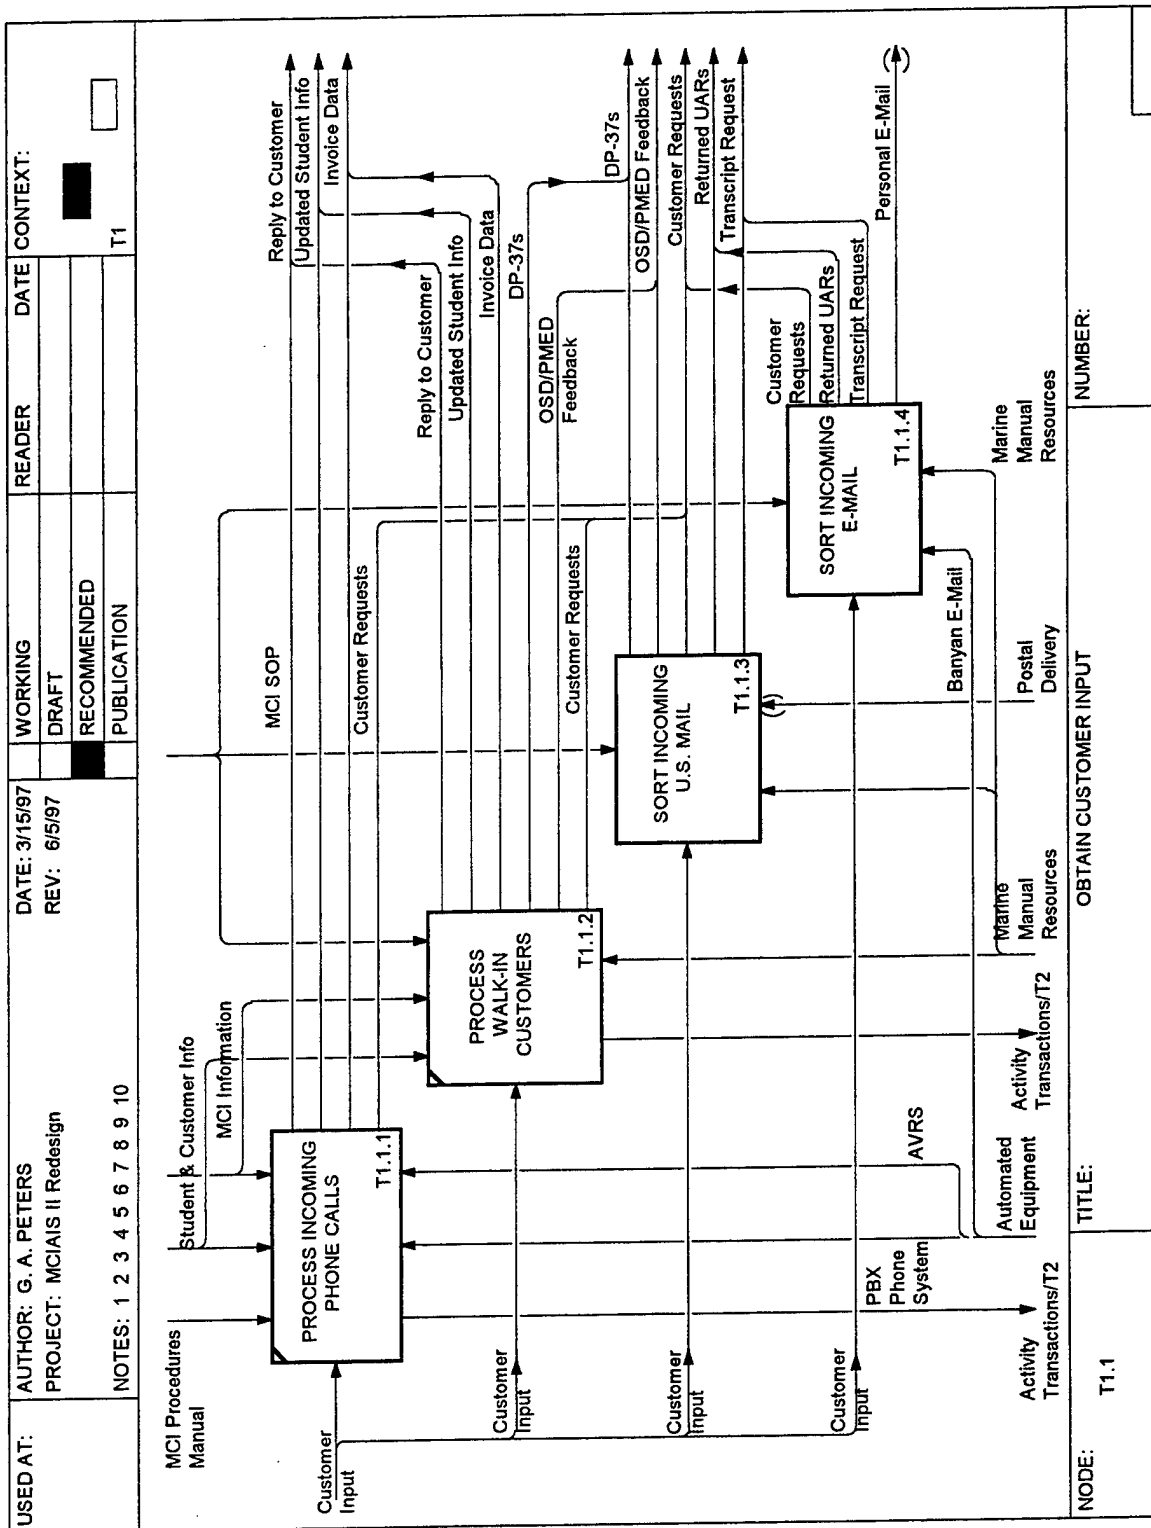 USED AT:
AUTHOR: G. A. PETERS
PROJECT: MCIAIS II Redesign
NOTES: 1 2 3 4 5 6 7 8 9 10
DATE: 3/15/97
REV: 6/5/97
WORKING
DRAFT
RECOMMENDED
PUBLICATION
READER
DATE
CONTEXT:
T1
MCI Procedures
Manual
Student & Customer Info
MCI Information
MCI SOP
Reply to Customer
Updated Student Info
Invoice Data
Customer Requests
Customer
Input
PROCESS INCOMING
PHONE CALLS
T1.1.1
Reply to Customer
Updated Student Info
Invoice Data
DP-37s
OSD/PMED
Feedback
Customer Requests
Customer
Input
PROCESS
WALK-IN
CUSTOMERS
T1.1.2
DP-37s
OSD/PMED Feedback
Customer Requests
Returned UARs
Transcript Request
Customer
Input
SORT INCOMING
U.S. MAIL
T1.1.3
Customer
Requests
Returned UARs
Transcript Request
Personal E-Mail
Customer
Input
SORT INCOMING
E-MAIL
T1.1.4
PBX
Phone
System
AVRS
Banyan E-Mail
Activity
Transactions/T2
Automated
Equipment
Activity
Transactions/T2
Marine
Manual
Resources
Postal
Delivery
Marine
Manual
Resources
NODE:
T1.1
TITLE:
OBTAIN CUSTOMER INPUT
NUMBER: